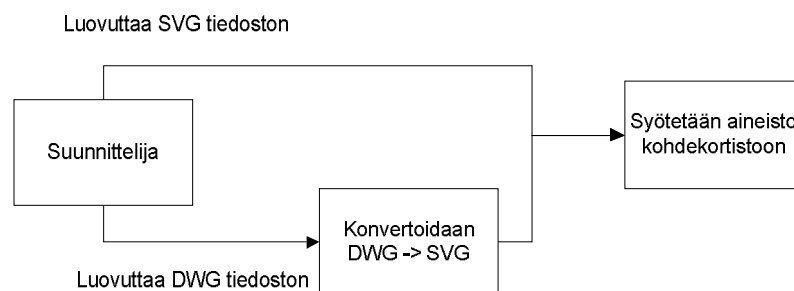 Luovuttaa SVG tiedoston
Suunnittelija
Syötetään aineisto
kohdekortistoon
Konvertoidaan
DWG -> SVG
Luovuttaa DWG tiedoston